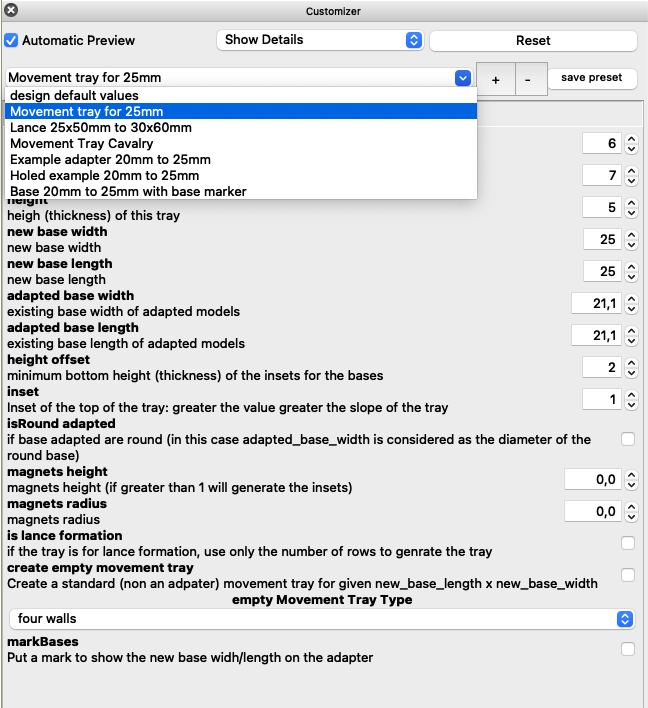 Customizer
Automatic Preview
Show Details
Reset
Movement tray for 25mm
+
-
save preset
design default values
Movement tray for 25mm
Lance 25x50mm to 30x60mm
Movement Tray Cavalry
Example adapter 20mm to 25mm
Holed example 20mm to 25mm
Base 20mm to 25mm with base marker
6
7
height
heigh (thickness) of this tray
5
new base width
new base width
25
new base length
new base length
25
adapted base width
existing base width of adapted models
21,1
adapted base length
existing base length of adapted models
21,1
height offset
minimum bottom height (thickness) of the insets for the bases
2
inset
Inset of the top of the tray: greater the value greater the slope of the tray
1
isRound adapted
if base adapted are round (in this case adapted_base_width is considered as the diameter of the
round base)
magnets height
magnets height (if greater than 1 will generate the insets)
0,0
magnets radius
magnets radius
0,0
is lance formation
if the tray is for lance formation, use only the number of rows to genrate the tray
create empty movement tray
Create a standard (non an adpater) movement tray for given new_base_length x new_base_width
empty Movement Tray Type
four walls
markBases
Put a mark to show the new base widh/length on the adapter